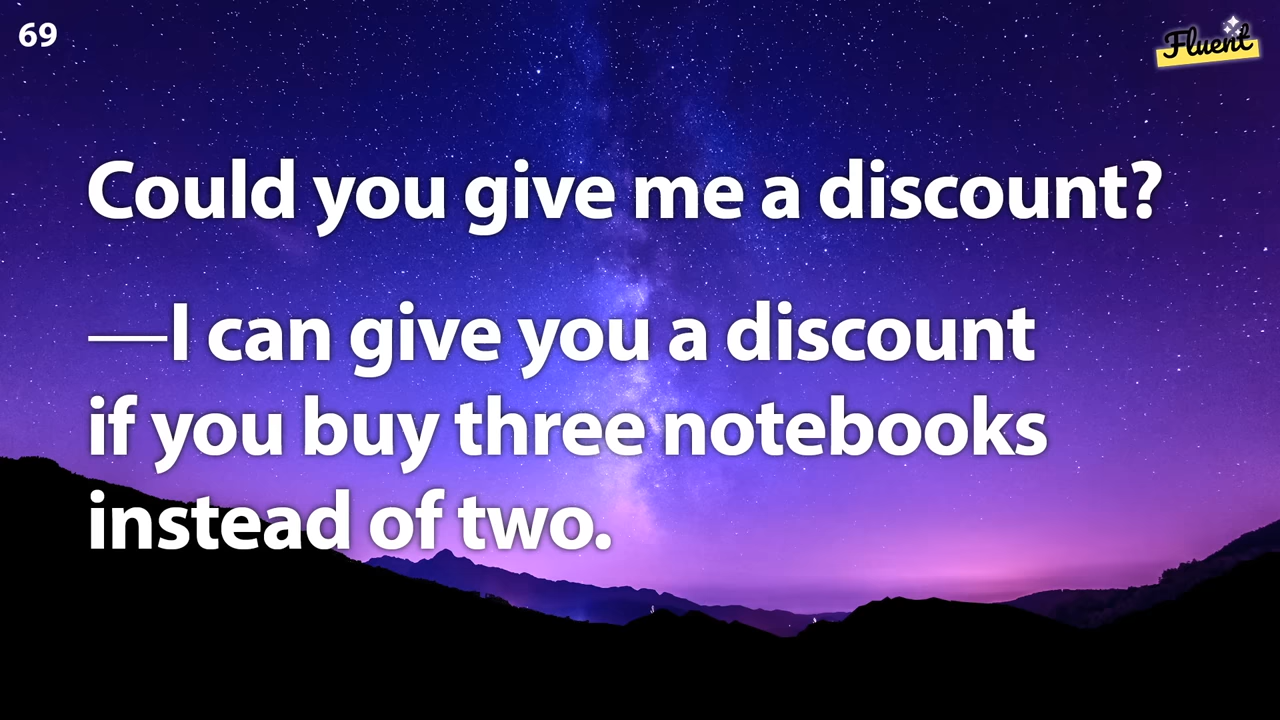 69
Fluent
Could you give me a discount?
—I can give you a discount
if you buy three notebooks
instead of two.